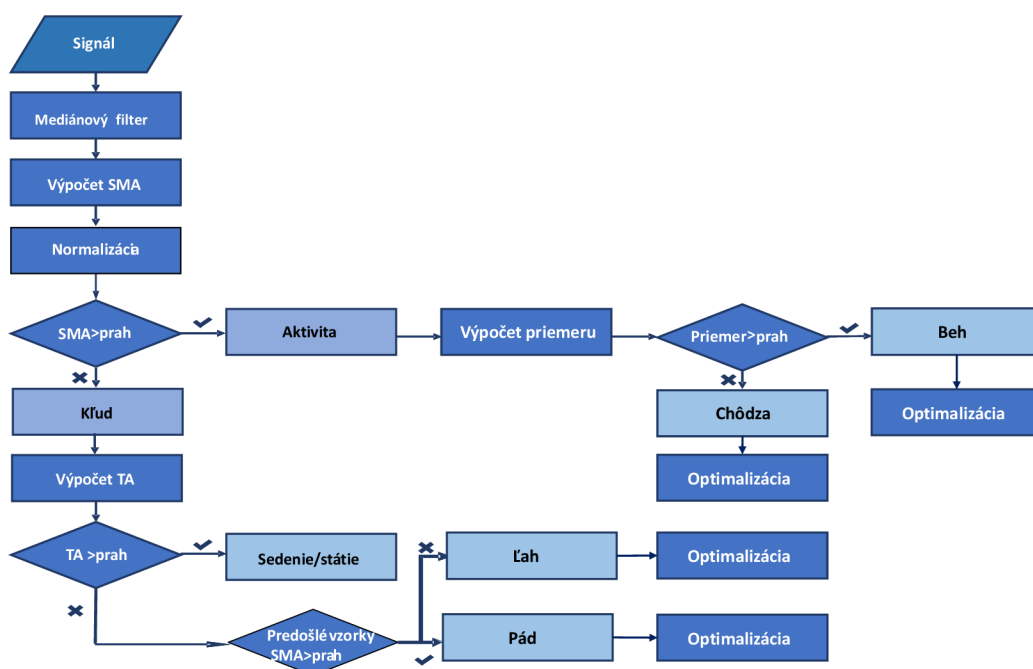 Signál
Mediánový filter
Výpočet SMA
Normalizácia
SMA>prah
Aktivita
Výpočet priemeru
Priemer>prah
Beh
Optimalizácia
Chôdza
Optimalizácia
Kľud
Výpočet TA
TA >prah
Sedenie/státie
Predošlé vzorky
SMA>prah
Ľah
Optimalizácia
Pád
Optimalizácia